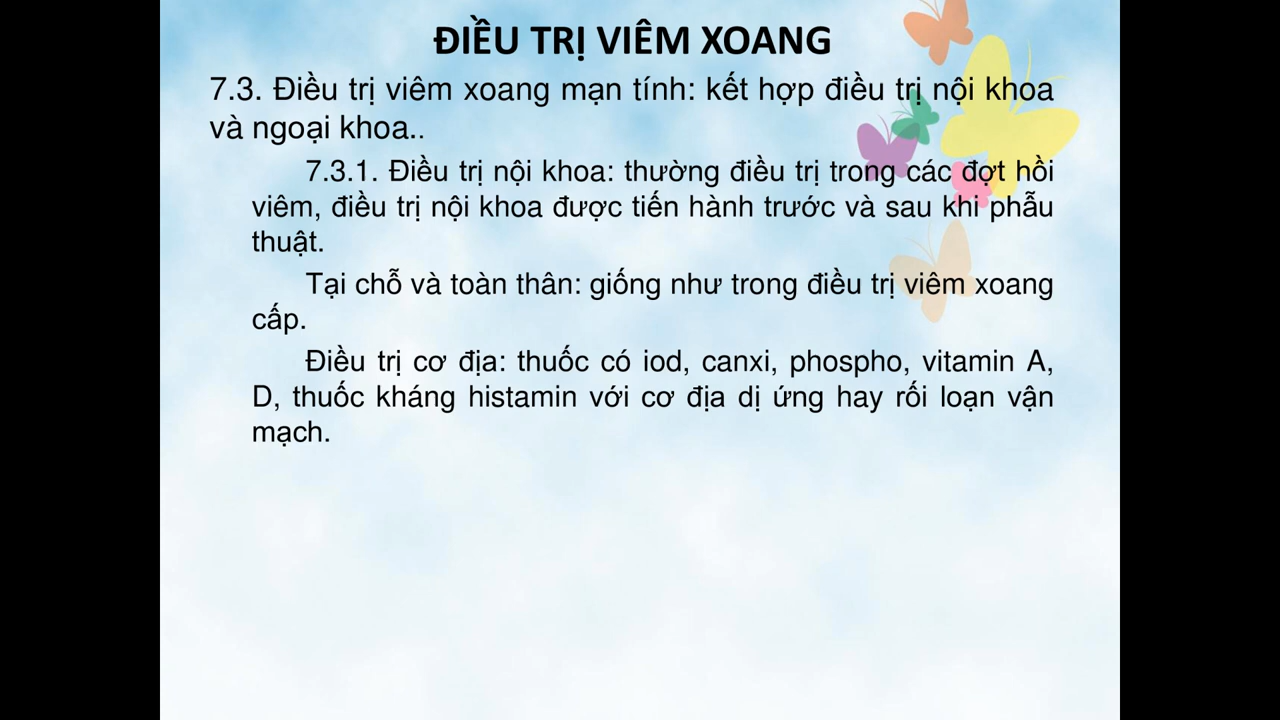 ĐIỀU TRỊ VIÊM XOANG
7.3. Điều trị viêm xoang mạn tính: kết hợp điều trị nội khoa
và ngoại khoa..
7.3.1. Điều trị nội khoa: thường điều trị trong các đợt hồi
viêm, điều trị nội khoa được tiến hành trước và sau khi phẫu
thuật.
Tại chỗ và toàn thân: giống như trong điều trị viêm xoang
cấp.
Điều trị cơ địa: thuốc có iod, canxi, phospho, vitamin A,
D, thuốc kháng histamin với cơ địa dị ứng hay rối loạn vận
mạch.